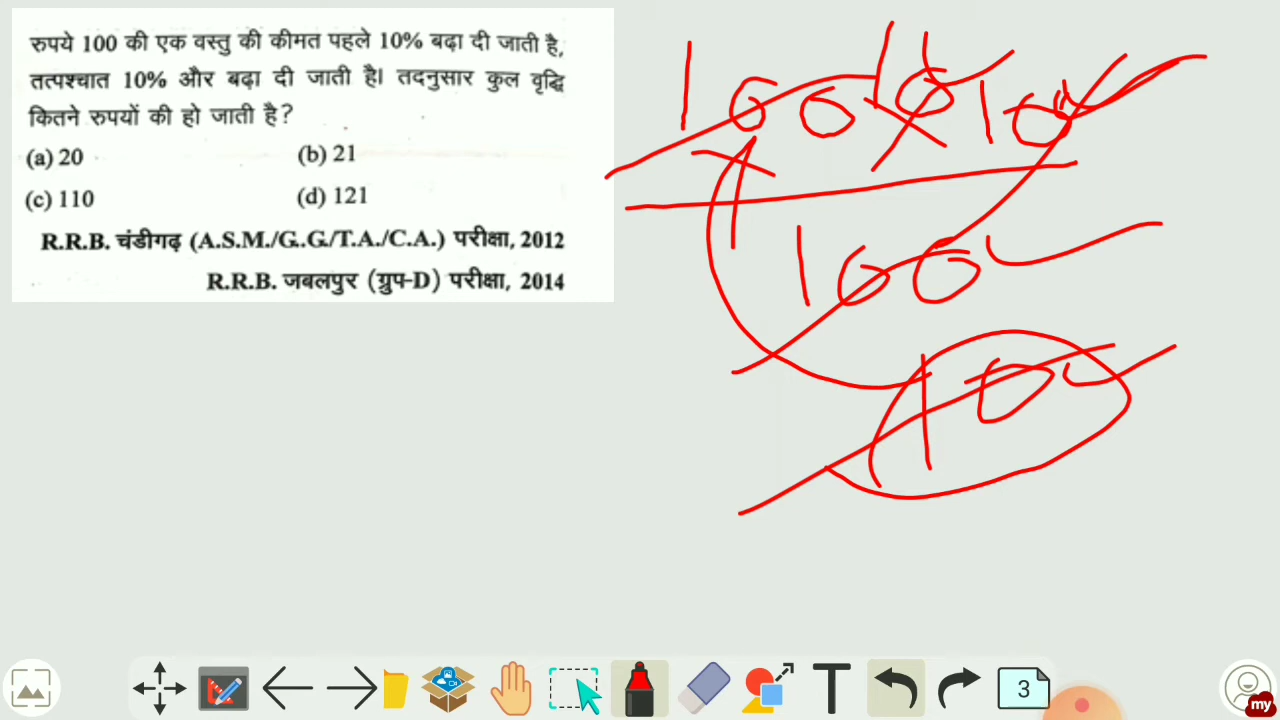 रुपये 100 की एक वस्तु की कीमत पहले 10% बढ़ा दी जाती है,
तत्पश्चात 10% और बढ़ा दी जाती है। तदनुसार कुल वृद्धि
कितने रुपयों की हो जाती है?
(a) 20 (b) 21
(c) 110 (d) 121
R.R.B. चंडीगढ़ (A.S.M./G.G/T.A./C.A.) परीक्षा, 2012
R.R.B. जबलपुर (ग्रुप-D) परीक्षा, 2014
100
10
T
3
my